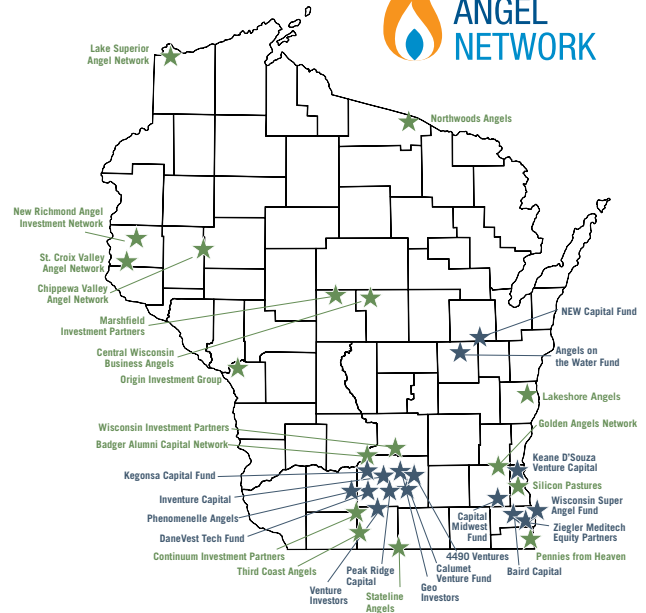 ANGEL
NETWORK
Lake Superior
Angel Network
Northwoods Angels
New Richmond Angel
Investment Network
St. Croix Valley
Angel Network
Chippewa Valley
Angel Network
Marshfield
Investment Partners
Central Wisconsin
Business Angels
Origin Investment Group
NEW Capital Fund
Angels on
the Water Fund
Lakeshore Angels
Golden Angels Network
Wisconsin Investment Partners
Badger Alumni Capital Network
Kegonsa Capital Fund
Inventure Capital
Phenomenelle Angels
DaneVest Tech Fund
Continuum Investment Partners
Third Coast Angels
Venture
Investors
Peak Ridge
Capital
Stateline
Angels
Geo
Investors
Calumet
Venture Fund
4490 Ventures
Capital
Midwest
Fund
Keane D'Souza
Venture Capital
Silicon Pastures
Wisconsin Super
Angel Fund
Ziegler Meditech
Equity Partners
Pennies from Heaven
Baird Capital